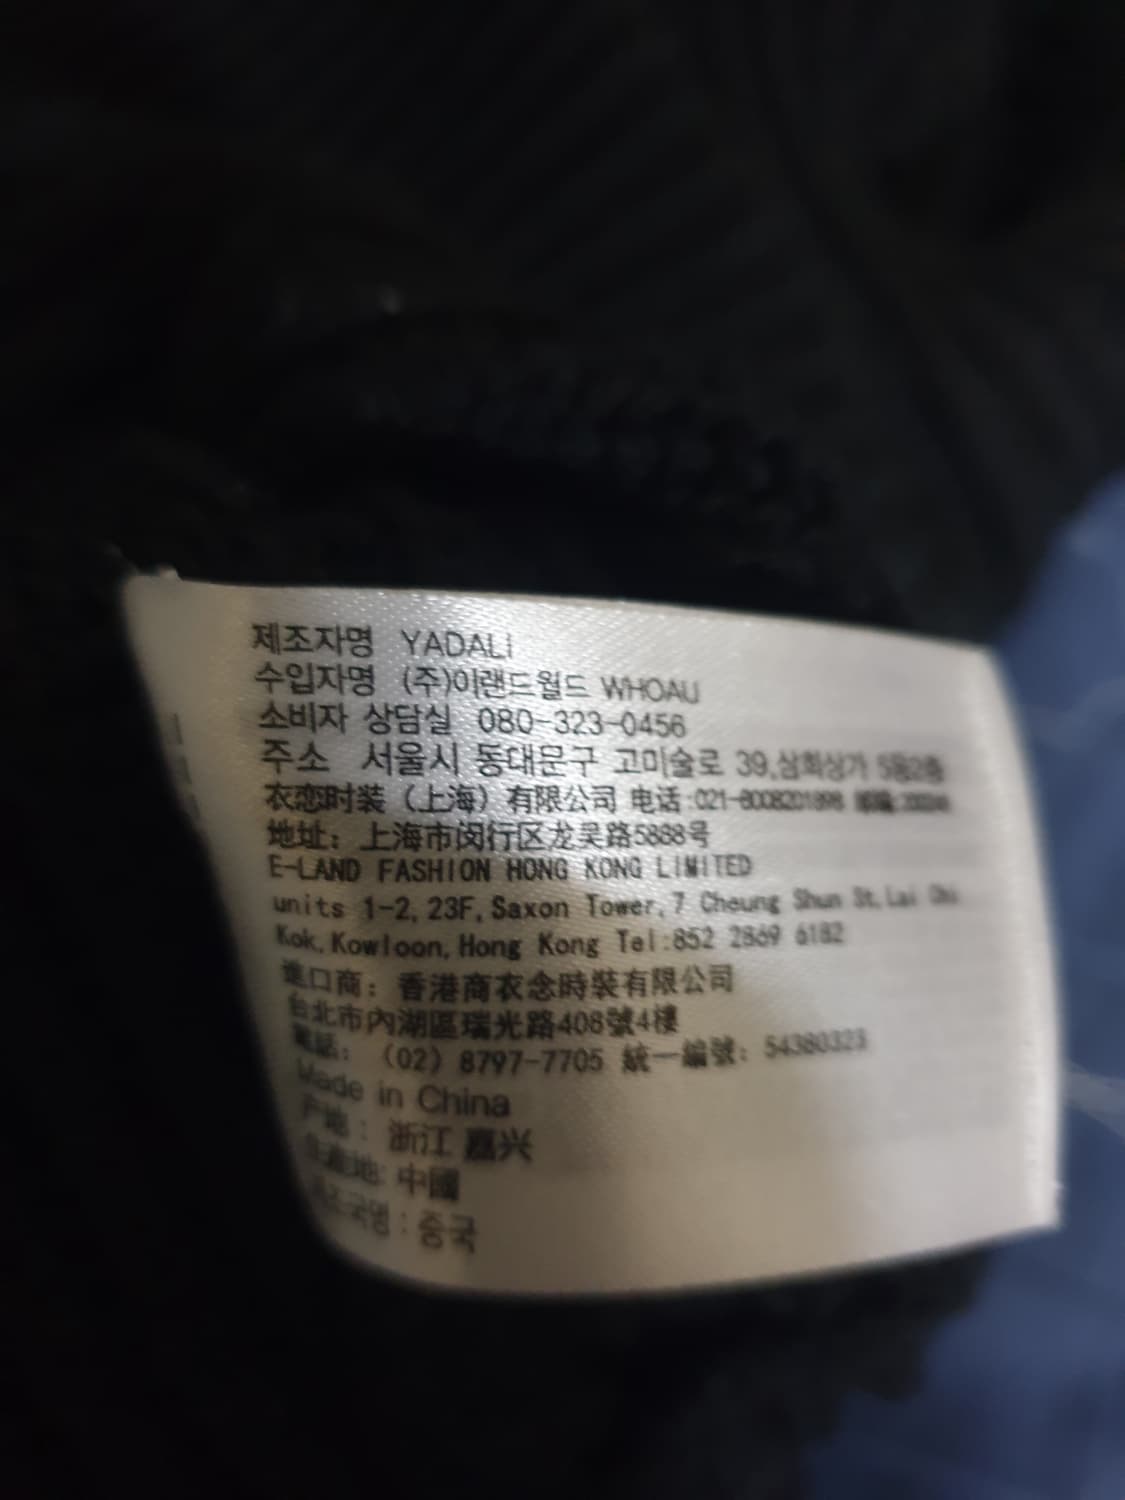 제조자명 YADALI
수입자명 (주)이랜드월드 WHOAU
소비자 상담실 080-323-0456
주소 서울시 동대문구 고미술로 39,삼희상가 5동2층
衣恋时装（上海）有限公司 电话:021-8008201898
地址：上海市闵行区龙吴路5888号
E-LAND FASHION HONG KONG LIMITED
units 1-2, 23F, Saxon Tower, 7 Cheung Shun St, Lai Chi
Kok, Kowloon, Hong Kong Tel:852 2869 6182
進口商：香港商衣念時裝有限公司
台北市內湖區瑞光路408號4樓
電話：（02）8797-7705 統一編號：54380323
Made in China
产地：浙江 嘉兴
生產地: 中國
제조국명 : 중국